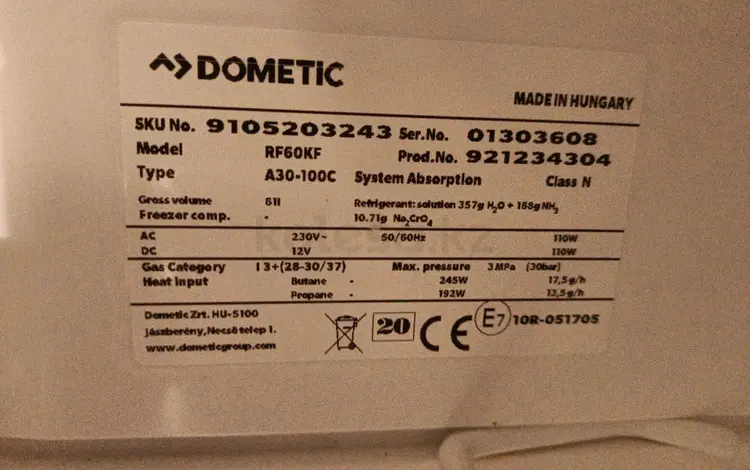 DOMETIC
MADE IN HUNGARY
SKU No. 9105203243 Ser.No. 01303608
Model RF60KF Prod.No. 921234304
Type A30-100C System Absorption Class N
Gross volume 61l Refrigerant: solution 357g H2O + 168g NH3
Freezer comp. - 10.71g Na2CrO4
AC 230V~ 50/60Hz 110W
DC 12V 110W
Gas Category I 3+(28-30/37) Max. pressure 3 MPa (30bar)
Heat input Butane - 245W 17,5g/h
Propane - 192W 13,5g/h
Dometic Zrt. HU-5100
Jászberény, Necső telep 1.
www.dometicgroup.com
20 CE E7 10R-051705